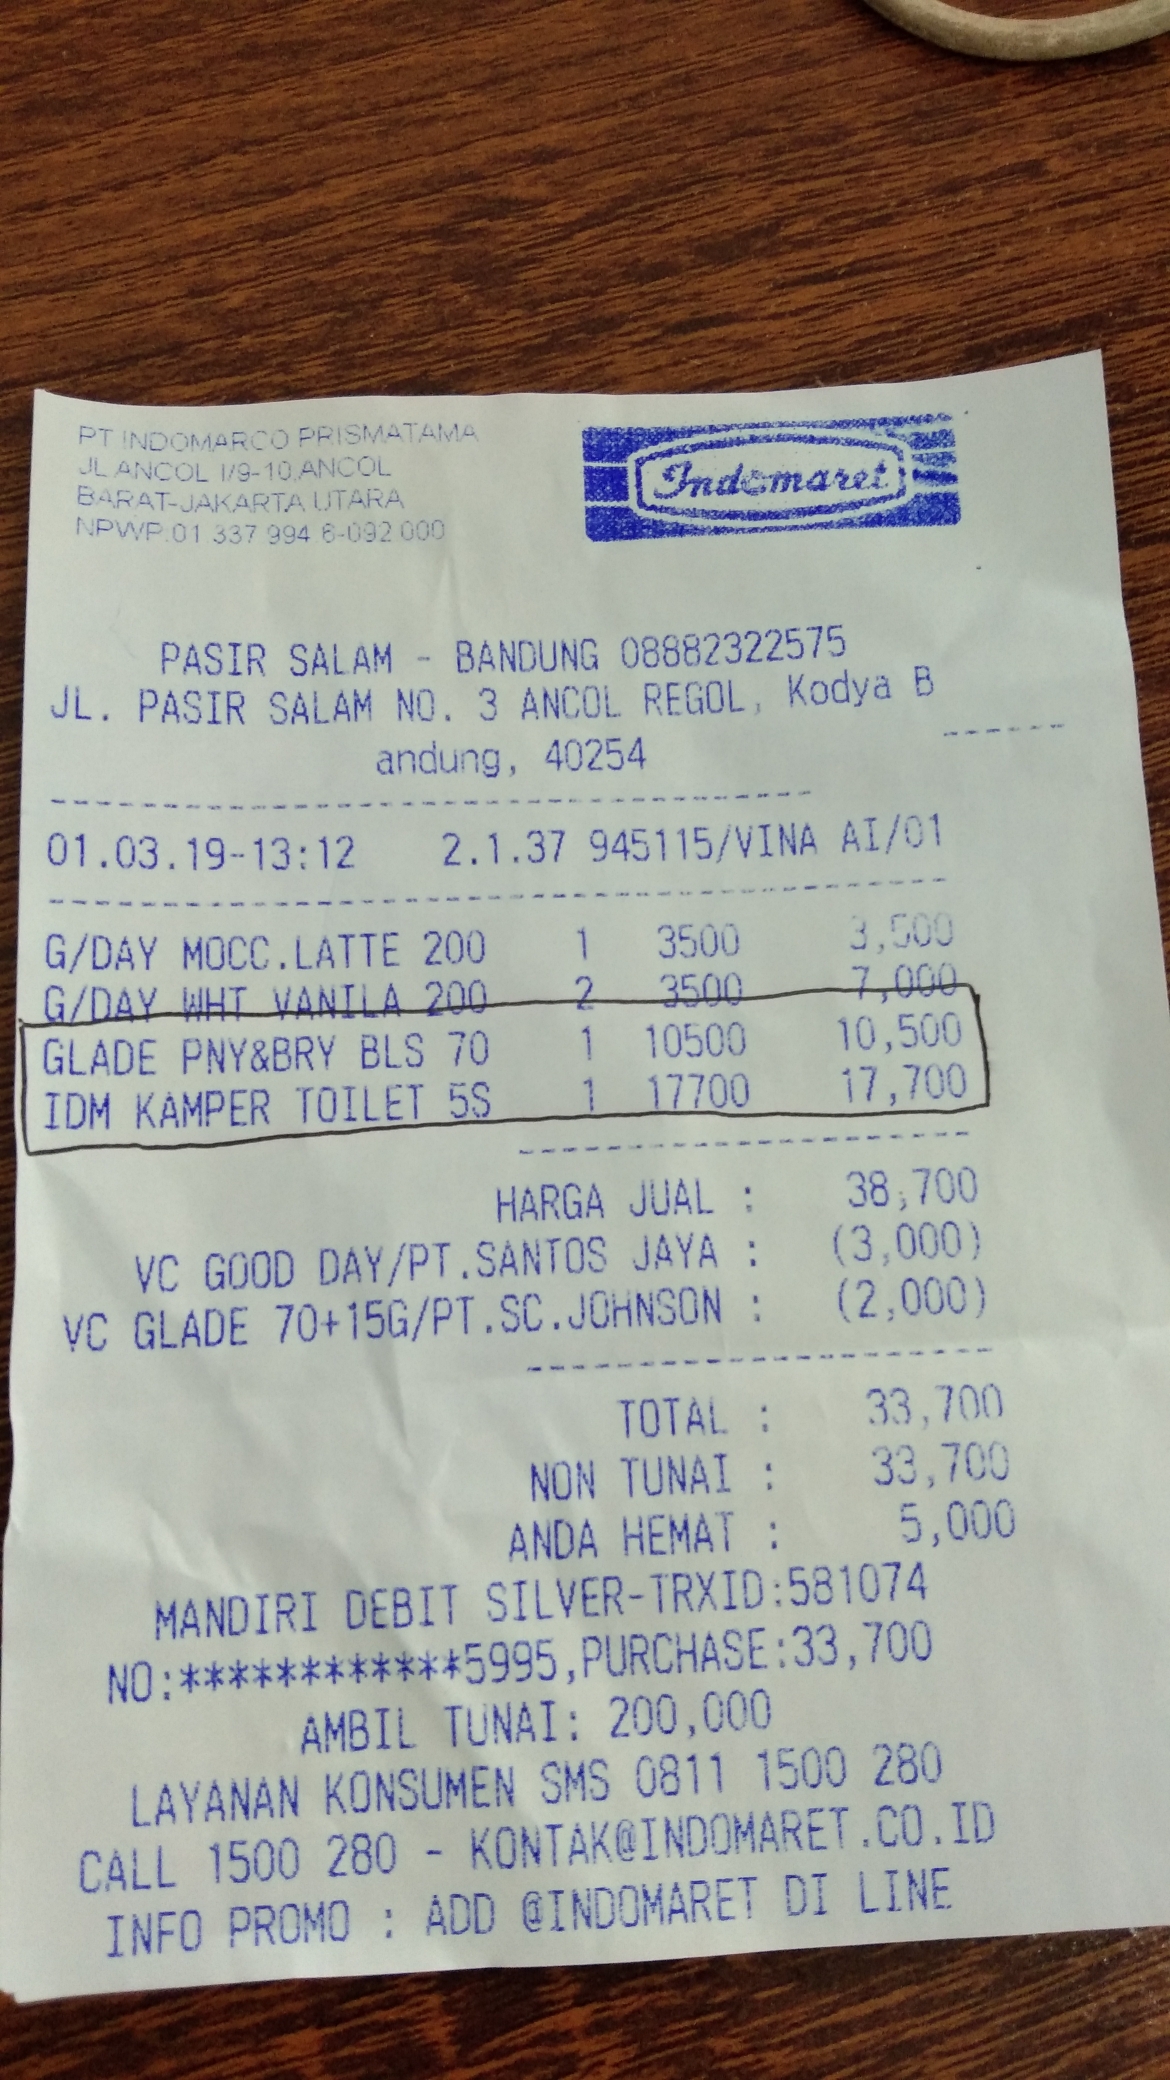 PT INDOMARCO PRISMATAMA
JL.ANCOL I/9-10,ANCOL
BARAT-JAKARTA UTARA
NPWP.01 337 994 6-092 000
Indomaret
PASIR SALAM - BANDUNG 08882322575
JL. PASIR SALAM NO. 3 ANCOL REGOL, Kodya B
andung, 40254
01.03.19-13:12 2.1.37 945115/VINA AI/01
G/DAY MOCC.LATTE 200 1 3500 3,500
G/DAY WHT VANILA 200 2 3500 7,000
GLADE PNY&BRY BLS 70 1 10500 10,500
IDM KAMPER TOILET 5S 1 17700 17,700
HARGA JUAL : 38,700
VC GOOD DAY/PT.SANTOS JAYA : (3,000)
VC GLADE 70+15G/PT.SC.JOHNSON : (2,000)
TOTAL : 33,700
NON TUNAI : 33,700
ANDA HEMAT : 5,000
MANDIRI DEBIT SILVER-TRXID:581074
NO:************5995,PURCHASE:33,700
AMBIL TUNAI: 200,000
LAYANAN KONSUMEN SMS 0811 1500 280
CALL 1500 280 - KONTAK@INDOMARET.CO.ID
INFO PROMO : ADD @INDOMARET DI LINE